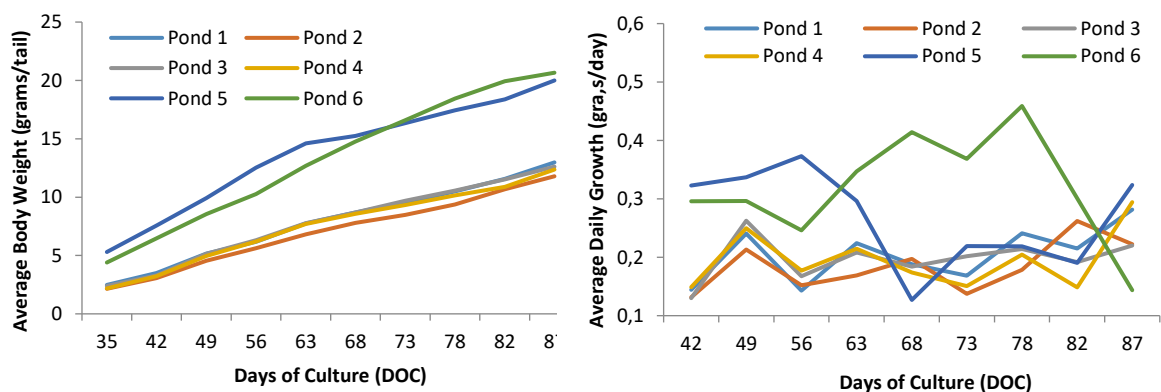 25
20
15
10
5
0
Average Body Weight (grams/tail)
Pond 1 Pond 2
Pond 3 Pond 4
Pond 5 Pond 6
35 42 49 56 63 68 73 78 82
Days of Culture (DOC)
0,6
0,5
0,4
0,3
0,2
0,1
Average Daily Growth (gra,s/day)
Pond 1 Pond 2 Pond 3
Pond 4 Pond 5 Pond 6
42 49 56 63 68 73 78 82 87
Days of Culture (DOC)